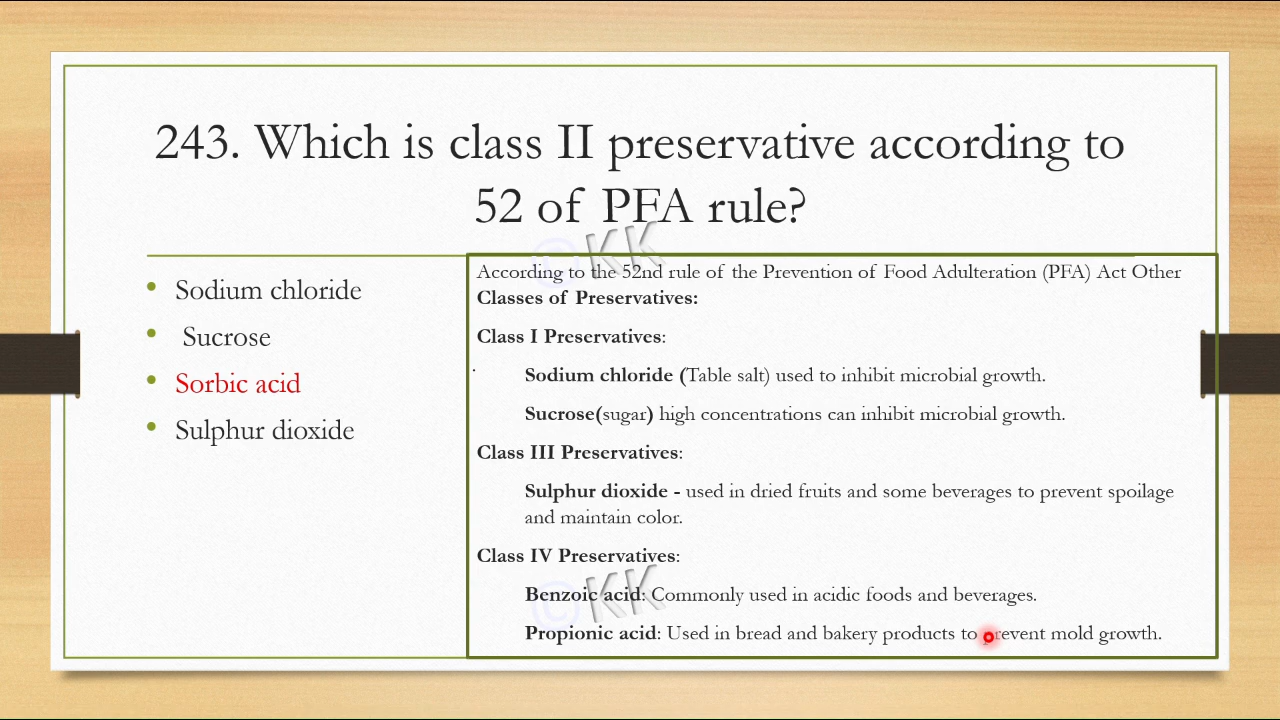 243. Which is class II preservative according to
52 of PFA rule?
©KK
• Sodium chloride
• Sucrose
• Sorbic acid
• Sulphur dioxide
According to the 52nd rule of the Prevention of Food Adulteration (PFA) Act Other
Classes of Preservatives:
Class I Preservatives:
Sodium chloride (Table salt) used to inhibit microbial growth.
Sucrose(sugar) high concentrations can inhibit microbial growth.
Class III Preservatives:
Sulphur dioxide - used in dried fruits and some beverages to prevent spoilage
and maintain color.
Class IV Preservatives:
©KK
Benzoic acid: Commonly used in acidic foods and beverages.
Propionic acid: Used in bread and bakery products to prevent mold growth.